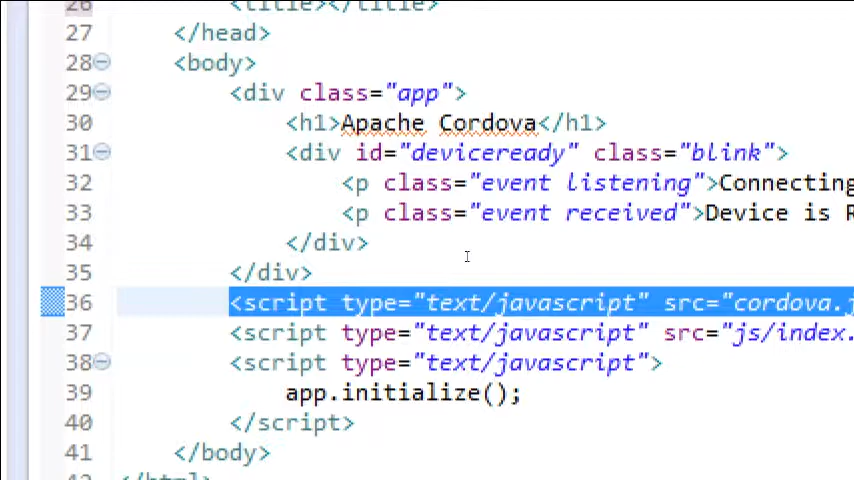 26 <title></title>
27 </head>
28 <body>
29 <div class="app">
30 <h1>Apache Cordova</h1>
31 <div id="deviceready" class="blink">
32 <p class="event listening">Connecting
33 <p class="event received">Device is R
34 </div>
35 </div>
36 <script type="text/javascript" src="cordova.j
37 <script type="text/javascript" src="js/index.
38 <script type="text/javascript">
39 app.initialize();
40 </script>
41 </body>
42 </html>